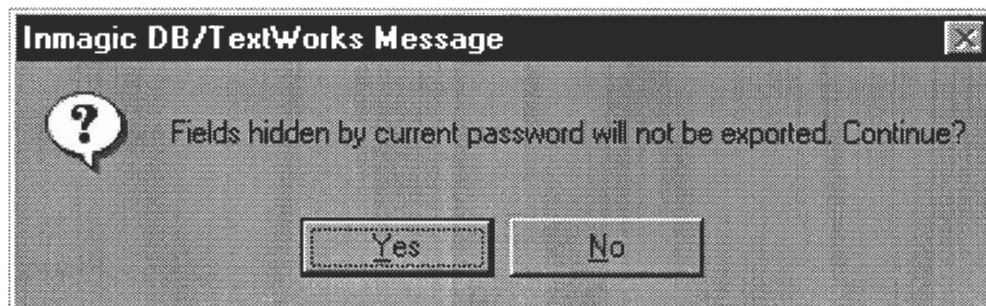 Inmagic DB/TextWorks Message
?
Fields hidden by current password will not be exported. Continue?
Yes No